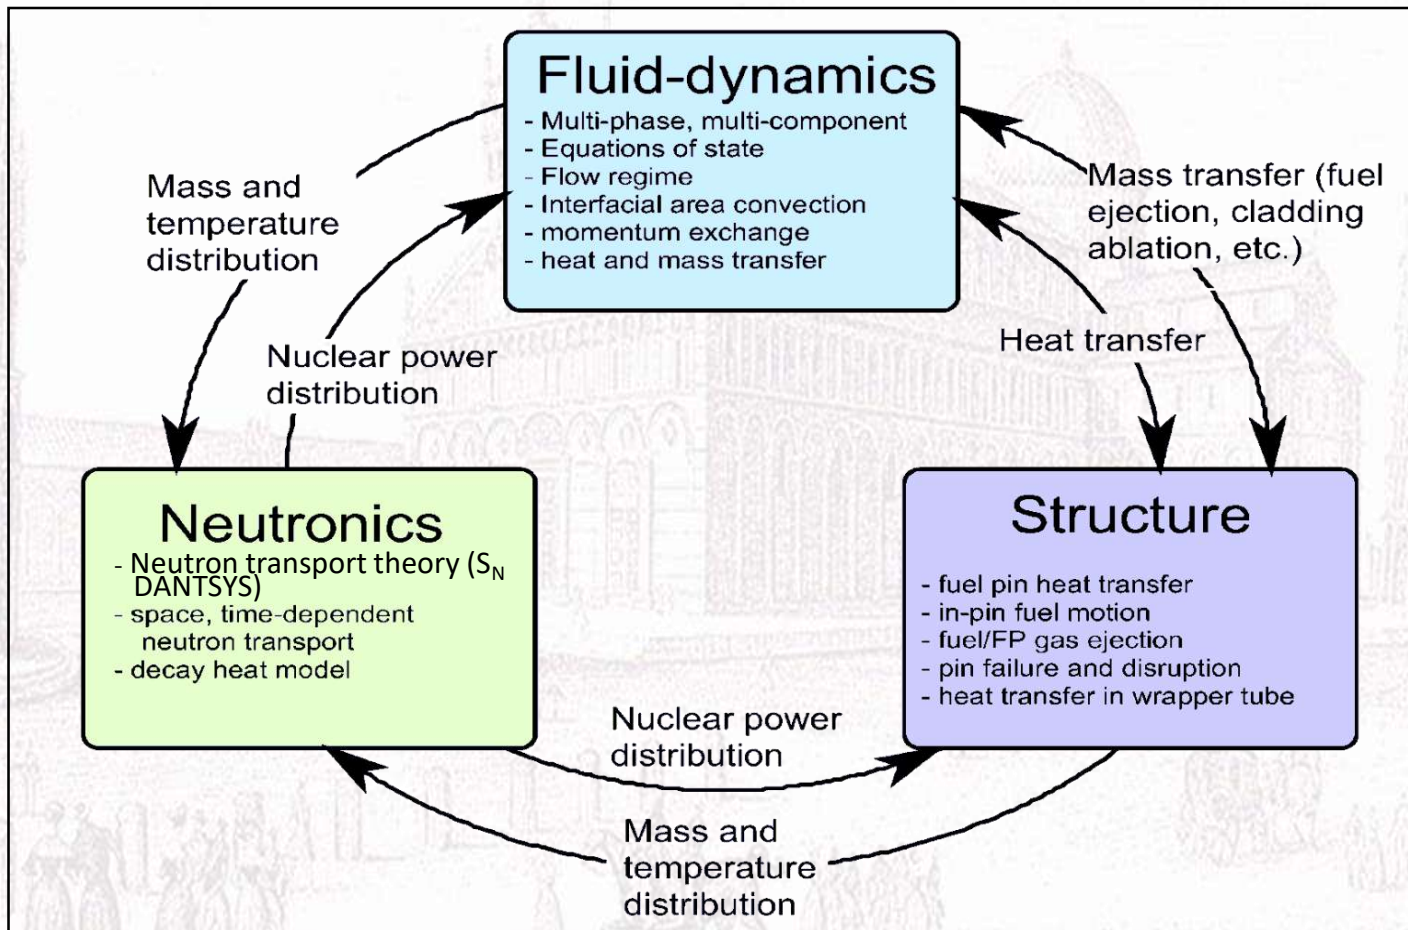 Fluid-dynamics
- Multi-phase, multi-component
- Equations of state
- Flow regime
- Interfacial area convection
- momentum exchange
- heat and mass transfer
Mass and
temperature
distribution
Nuclear power
distribution
Mass transfer (fuel
ejection, cladding
ablation, etc.)
Heat transfer
Neutronics
- Neutron transport theory (S_N
DANTSYS)
- space, time-dependent
neutron transport
- decay heat model
Structure
- fuel pin heat transfer
- in-pin fuel motion
- fuel/FP gas ejection
- pin failure and disruption
- heat transfer in wrapper tube
Nuclear power
distribution
Mass and
temperature
distribution